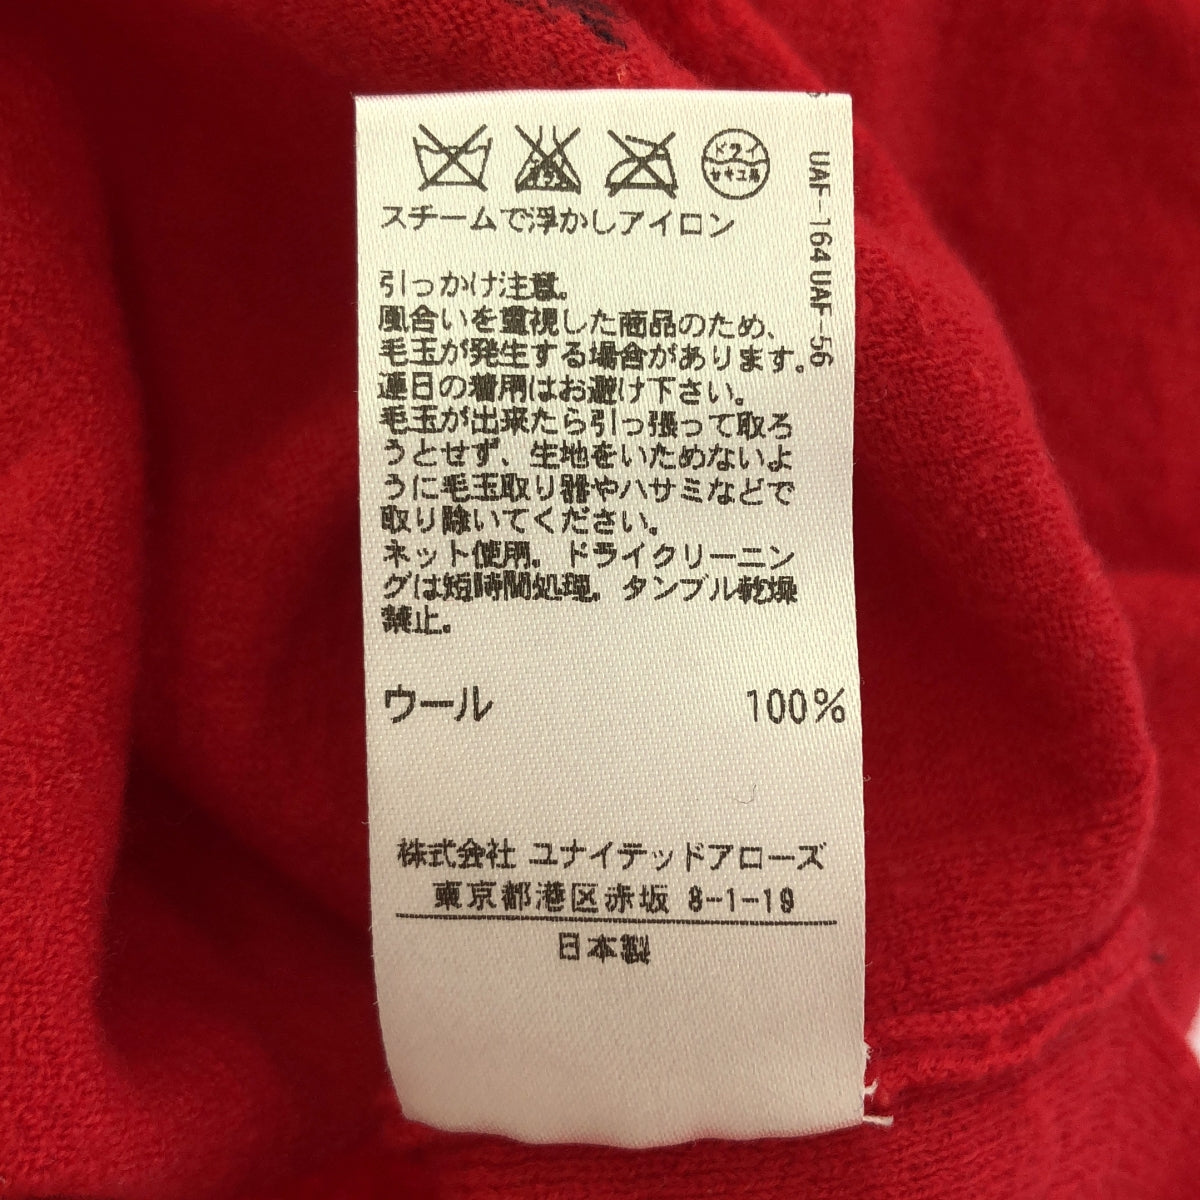 ドライ
セキユ系
スチームで浮かしアイロン
引っかけ注意。
風合いを重視した商品のため、
毛玉が発生する場合があります。
連日の着用はお避け下さい。
毛玉が出来たら引っ張って取ろ
うとせず、生地をいためないよ
うに毛玉取り器やハサミなどで
取り除いてください。
ネット使用。ドライクリーニン
グは短時間処理。タンブル乾燥
禁止。
ウール 100%
株式会社 ユナイテッドアローズ
東京都港区赤坂 8-1-19
日本製
UAF-164 UAF-56